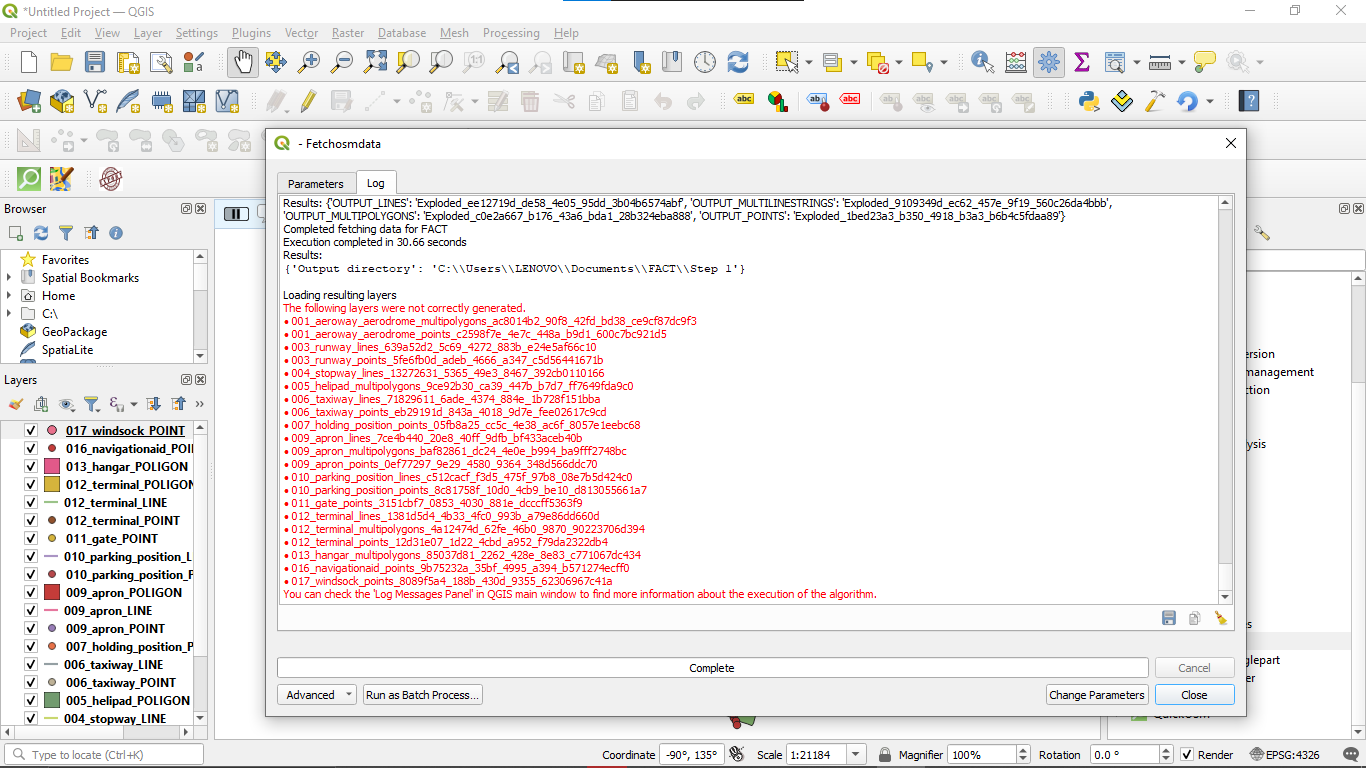 *Untitled Project — QGIS
Project Edit View Layer Settings Plugins Vector Raster Database Mesh Processing Help
- Fetchosmdata
Parameters
Log
Results: {'OUTPUT_LINES': 'Exploded_ee12719d_de58_4e05_95dd_3b04b6574abf', 'OUTPUT_MULTILINESTRINGS': 'Exploded_9109349d_ec62_457e_9f19_560c26da4bbb',
'OUTPUT_MULTIPOLYGONS': 'Exploded_c0e2a667_b176_43a6_bda1_28b324eba888', 'OUTPUT_POINTS': 'Exploded_1bed23a3_b350_4918_b3a3_b6b4c5fdaa89'}
Completed fetching data for FACT
Execution completed in 30.66 seconds
Results:
{'Output directory': 'C:\\Users\\LENOVO\\Documents\\FACT\\Step 1'}
Loading resulting layers
The following layers were not correctly generated.
• 001_aeroway_aerodrome_multipolygons_ac8014b2_90f8_42fd_bd38_ce9cf87dc9f3
• 001_aeroway_aerodrome_points_c2598f7e_4e7c_448a_b9d1_600c7bc921d5
• 003_runway_lines_639a52d2_5c69_4272_883b_e24e5af66c10
• 003_runway_points_5fe6fb0d_adeb_4666_a347_c5d56441671b
• 004_stopway_lines_13272631_5365_49e3_8467_392cb0110166
• 005_helipad_multipolygons_9ce92b30_ca39_447b_b7d7_ff7649fda9c0
• 006_taxiway_lines_71829611_6ade_4374_884e_1b728f151bba
• 006_taxiway_points_eb29191d_843a_4018_9d7e_fee02617c9cd
• 007_holding_position_points_05fb8a25_cc5c_4e38_ac6f_8057e1eebc68
• 009_apron_lines_7ce4b440_20e8_40ff_9dfb_bf433aceb40b
• 009_apron_multipolygons_baf82861_dc24_4e0e_b994_ba9fff2748bc
• 009_apron_points_0ef77297_9e29_4580_9364_348d566ddc70
• 010_parking_position_lines_c512cacf_f3d5_475f_97b8_08e7b5d424c0
• 010_parking_position_points_8c81758f_10d0_4cb9_be10_d813055661a7
• 011_gate_points_3151cbf7_0853_4030_881e_dcccff5363f9
• 012_terminal_lines_1381d5d4_4b33_4fc0_993b_a79e86dd660d
• 012_terminal_multipolygons_4a12474d_62fe_46b0_9870_90223706d394
• 012_terminal_points_12d31e07_1d22_4cbd_a952_f79da2322db4
• 013_hangar_multipolygons_85037d81_2262_428e_8e83_c771067dc434
• 016_navigationaid_points_9b75232a_35bf_4995_a394_b571274ecff0
• 017_windsock_points_8089f5a4_188b_430d_9355_62306967c41a
You can check the 'Log Messages Panel' in QGIS main window to find more information about the execution of the algorithm.
Complete
Cancel
Advanced
Run as Batch Process...
Change Parameters
Close
Browser
Favorites
Spatial Bookmarks
Home
C:\
GeoPackage
SpatiaLite
Layers
017_windsock_POINT
016_navigationaid_POI
013_hangar_POLIGON
012_terminal_POLIGON
012_terminal_LINE
012_terminal_POINT
011_gate_POINT
010_parking_position_L
010_parking_position_P
009_apron_POLIGON
009_apron_LINE
009_apron_POINT
007_holding_position_P
006_taxiway_LINE
006_taxiway_POINT
005_helipad_POLIGON
004_stopway_LINE
ersion
management
ction
ysis
s
glepart
er
Type to locate (Ctrl+K)
Coordinate -90°, 135°
Scale 1:21184
Magnifier 100%
Rotation 0.0 °
Render
EPSG:4326